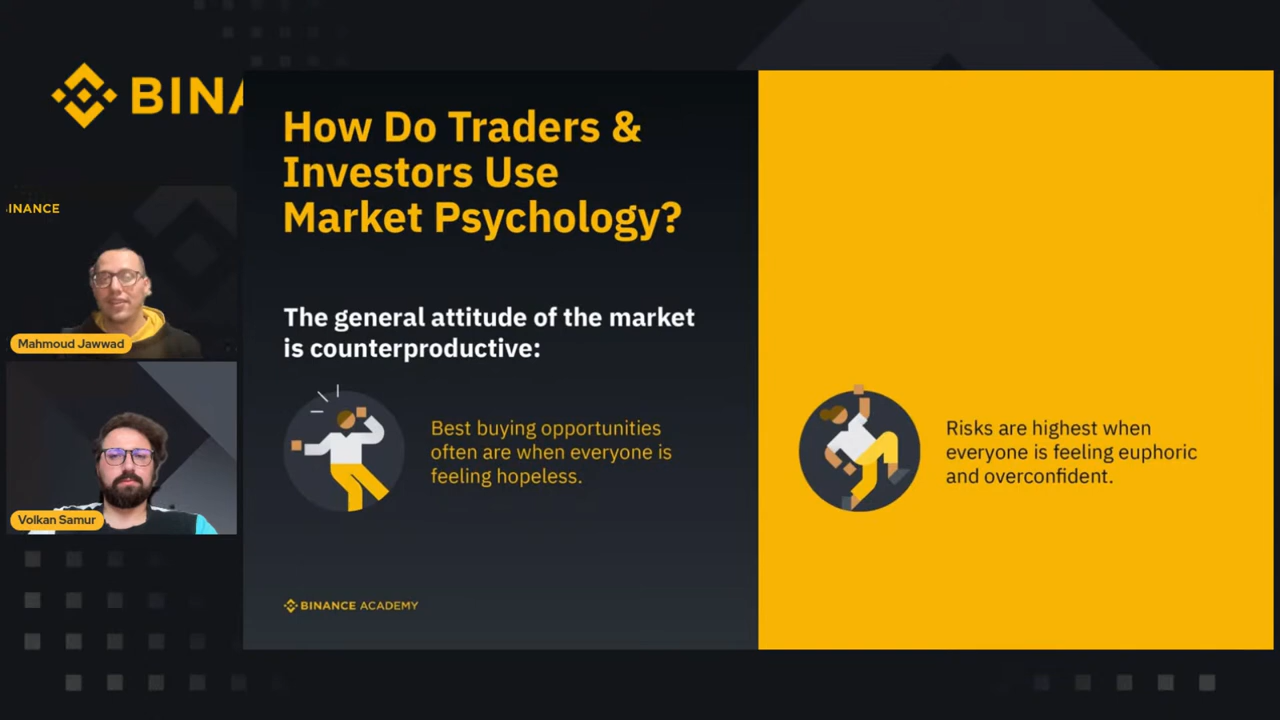 BINA
BINANCE
Mahmoud Jawwad
Volkan Samur
How Do Traders &
Investors Use
Market Psychology?
The general attitude of the market
is counterproductive:
Best buying opportunities
often are when everyone is
feeling hopeless.
BINANCE ACADEMY
Risks are highest when
everyone is feeling euphoric
and overconfident.